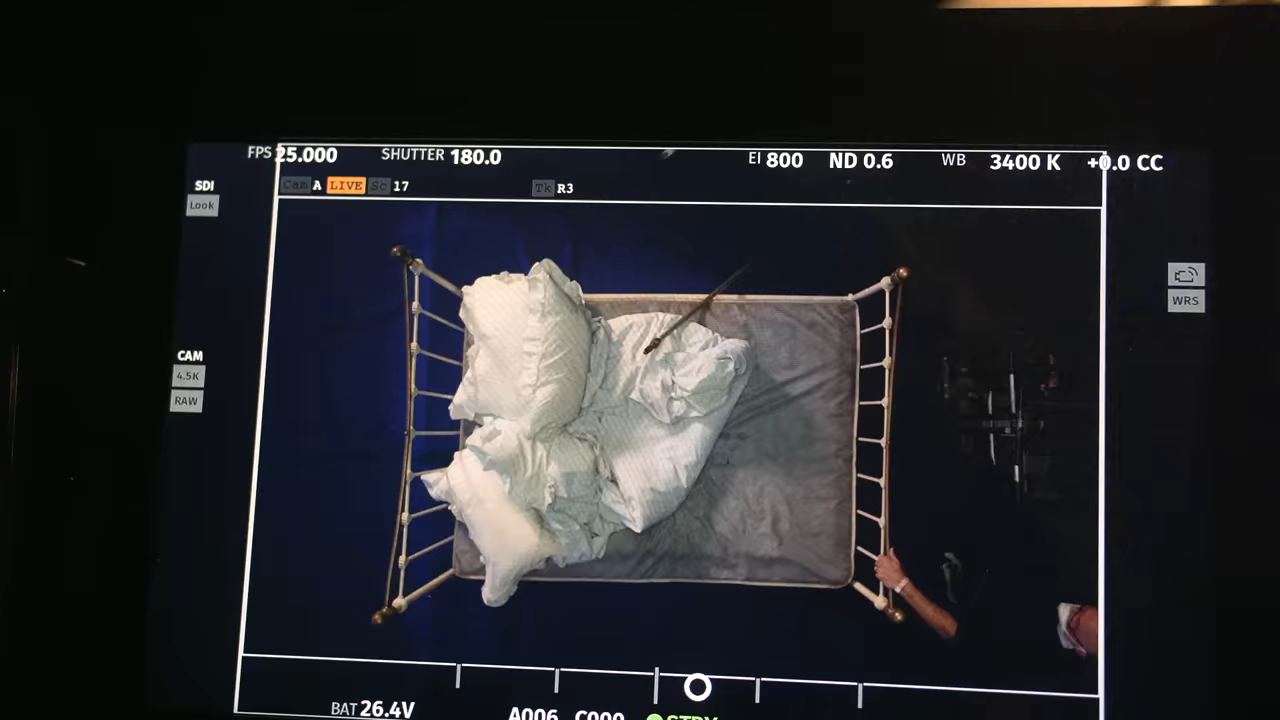 FPS 25.000 SHUTTER 180.0 EI 800 ND 0.6 WB 3400 K +0.0 CC
SDI
Look
Cam A LIVE Sc 17 Tk R3
WRS
CAM
4.5K
RAW
BAT 26.4V A006 C000 STBY